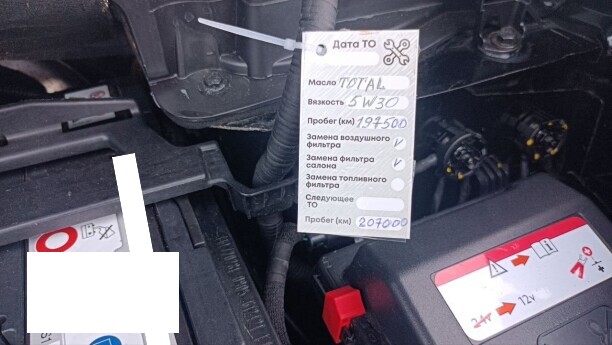 Дата ТО
Масло TOTAL
Вязкость 5W30
Пробег (км) 197500
Замена воздушного
фильтра V
Замена фильтра
салона V
Замена топливного
фильтра
Следующее
ТО
Пробег (км) 207000
24v
12v